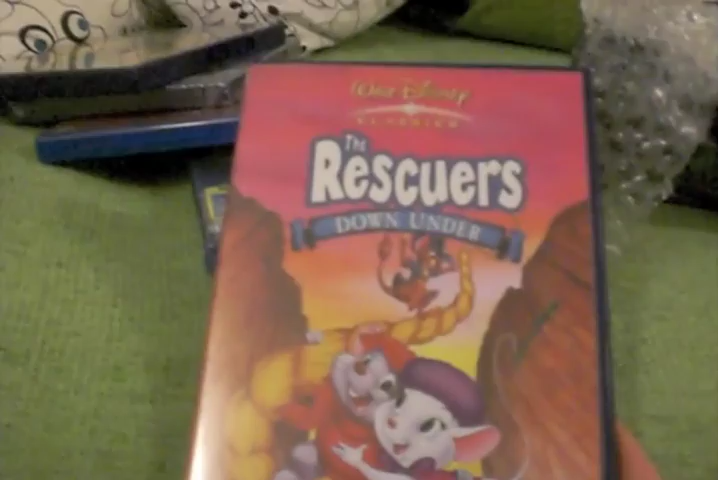 Walt Disney
CLASSICS
The
Rescuers
DOWN UNDER